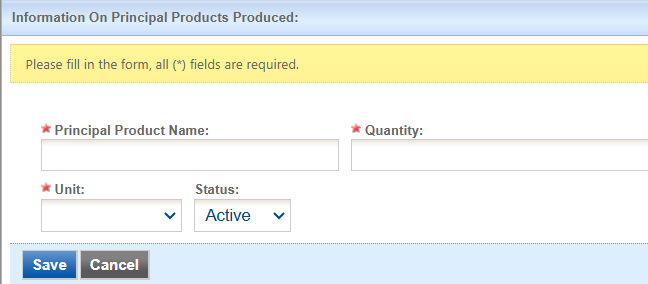 Information On Principal Products Produced:
Please fill in the form, all (*) fields are required.
Principal Product Name:
Quantity:
Unit:
Status:
Active
Save
Cancel